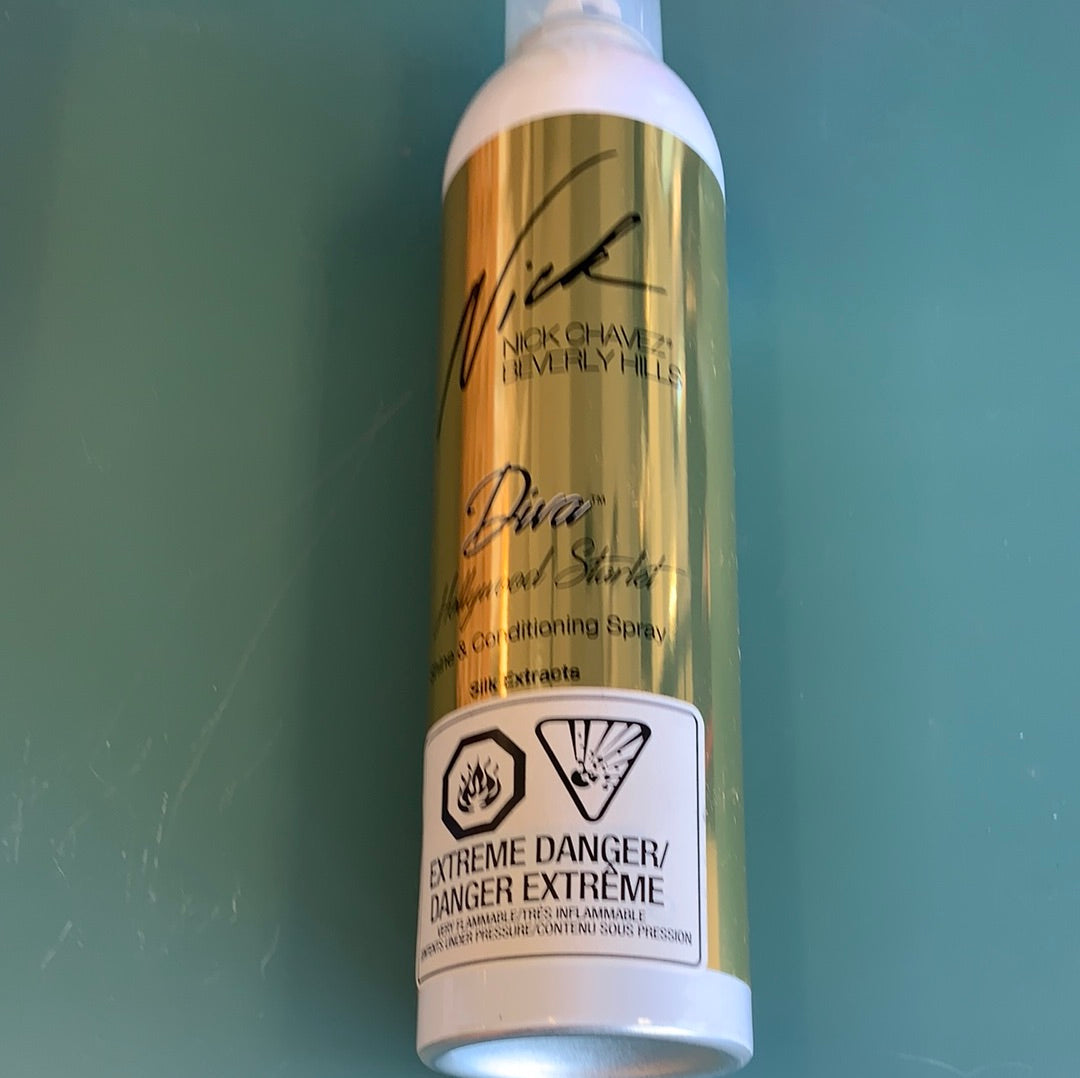 Nick
NICK CHAVEZ®
BEVERLY HILLS
Diva™
Hollywood Starlet
Shine & Conditioning Spray
Silk Extracts
EXTREME DANGER/
DANGER EXTRÊME
VERY FLAMMABLE/TRÈS INFLAMMABLE
CONTENTS UNDER PRESSURE/CONTENU SOUS PRESSION